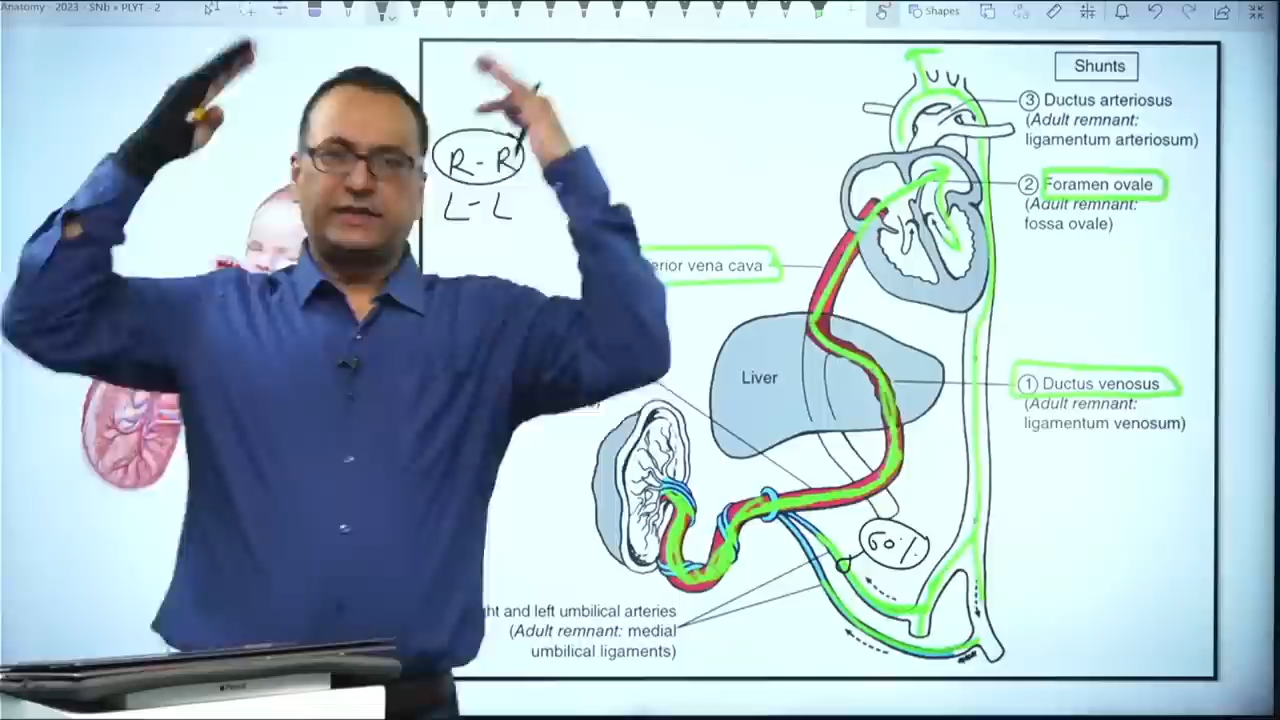 Anatomy - 2023 - SNb » PLYT - 2
Shapes
Shunts
③ Ductus arteriosus
(Adult remnant:
ligamentum arteriosum)
R - R
L - L
② Foramen ovale
(Adult remnant:
fossa ovale)
vena cava
Liver
① Ductus venosus
(Adult remnant:
ligamentum venosum)
60%
and left umbilical arteries
(Adult remnant: medial
umbilical ligaments)